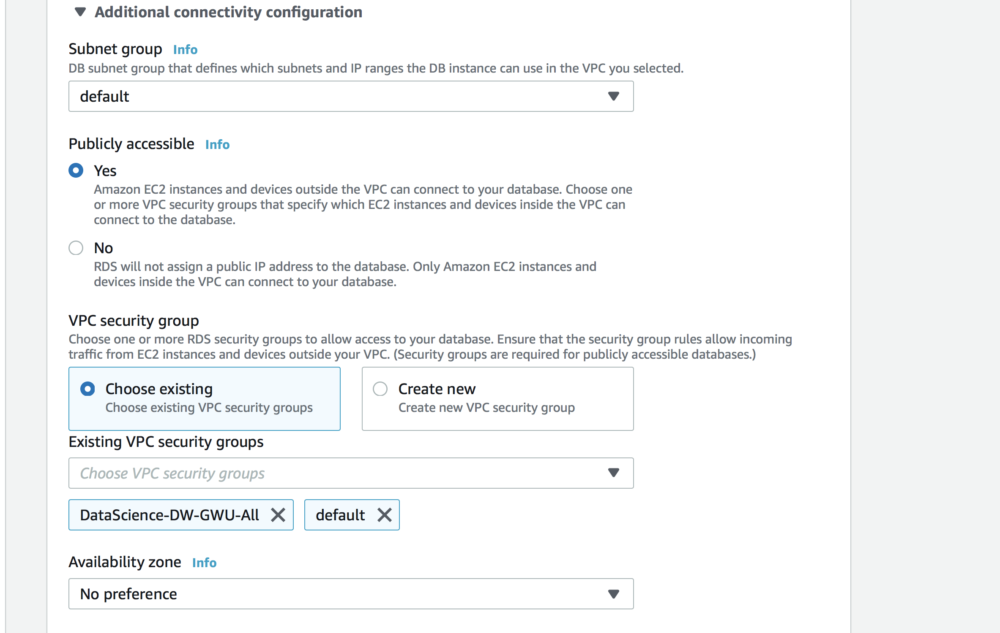 Additional connectivity configuration
Subnet group Info
DB subnet group that defines which subnets and IP ranges the DB instance can use in the VPC you selected.
default
Publicly accessible Info
Yes
Amazon EC2 instances and devices outside the VPC can connect to your database. Choose one
or more VPC security groups that specify which EC2 instances and devices inside the VPC can
connect to the database.
No
RDS will not assign a public IP address to the database. Only Amazon EC2 instances and
devices inside the VPC can connect to your database.
VPC security group
Choose one or more RDS security groups to allow access to your database. Ensure that the security group rules allow incoming
traffic from EC2 instances and devices outside your VPC. (Security groups are required for publicly accessible databases.)
Choose existing
Choose existing VPC security groups
Create new
Create new VPC security group
Existing VPC security groups
Choose VPC security groups
DataScience-DW-GWU-All
default
Availability zone Info
No preference